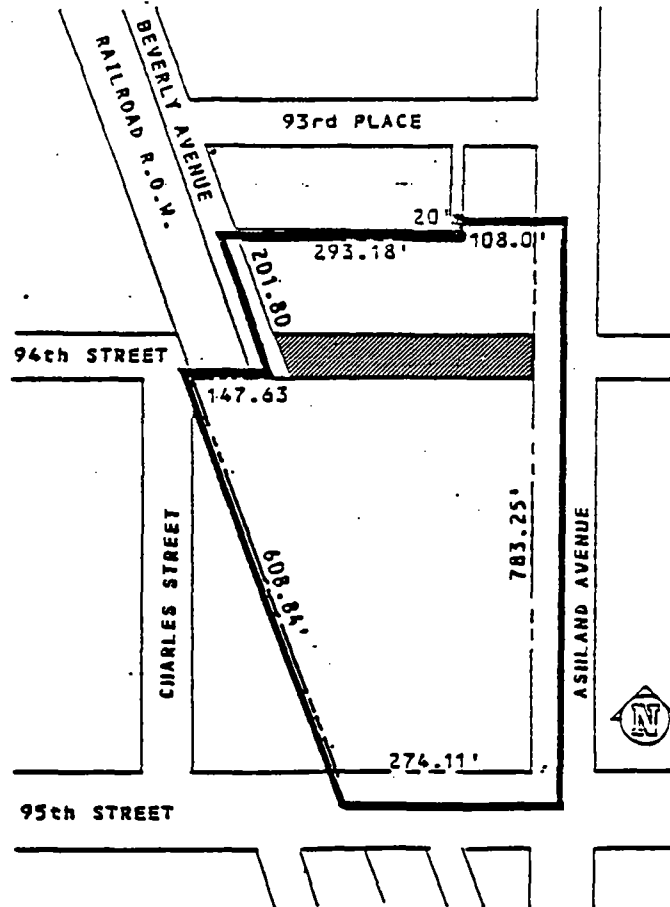 BEVERLY AVENUE
RAILROAD R.O.W.
93rd PLACE
20'
108.0'
293.18'
201.80
94th STREET
147.63
783.25'
608.84'
CHARLES STREET
ASHLAND AVENUE
N
274.11'
95th STREET